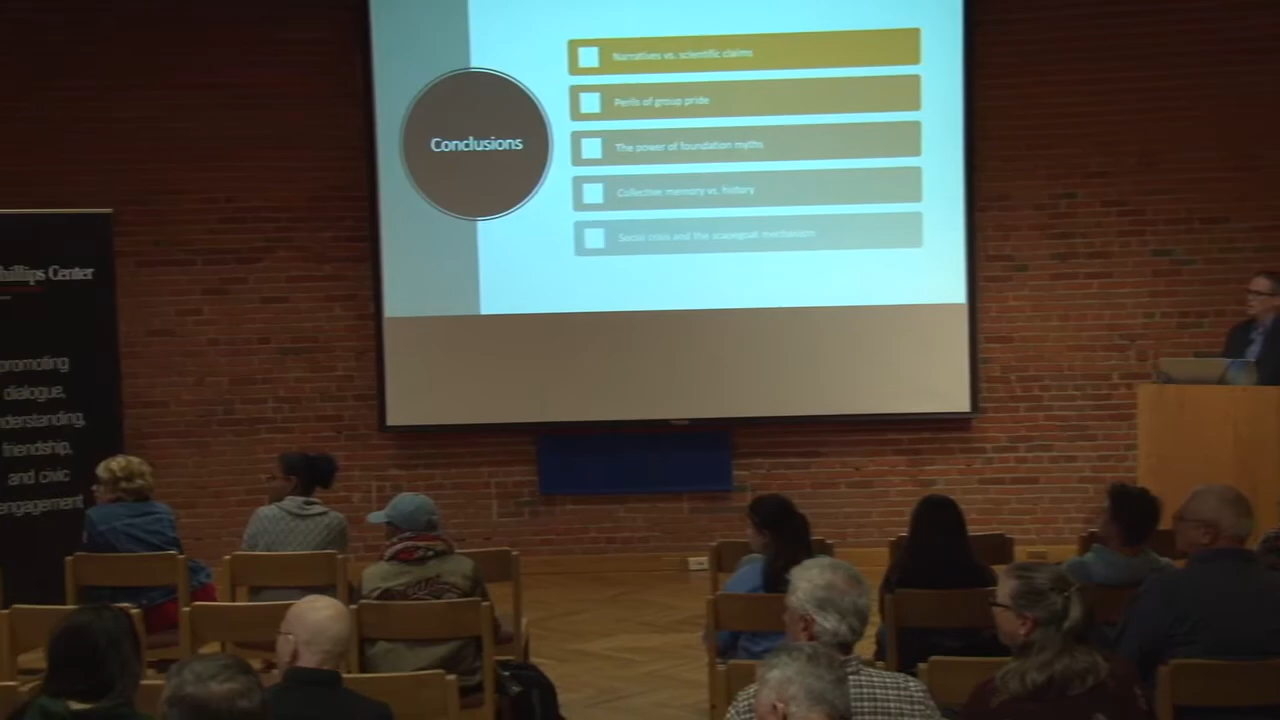 Conclusions
Narratives vs. scientific claims
Perils of group pride
The power of foundation myths
Collective memory vs. history
Social crisis and the scapegoat mechanism
hillips Center
promoting
dialogue,
nderstanding,
friendship,
and civic
engagement